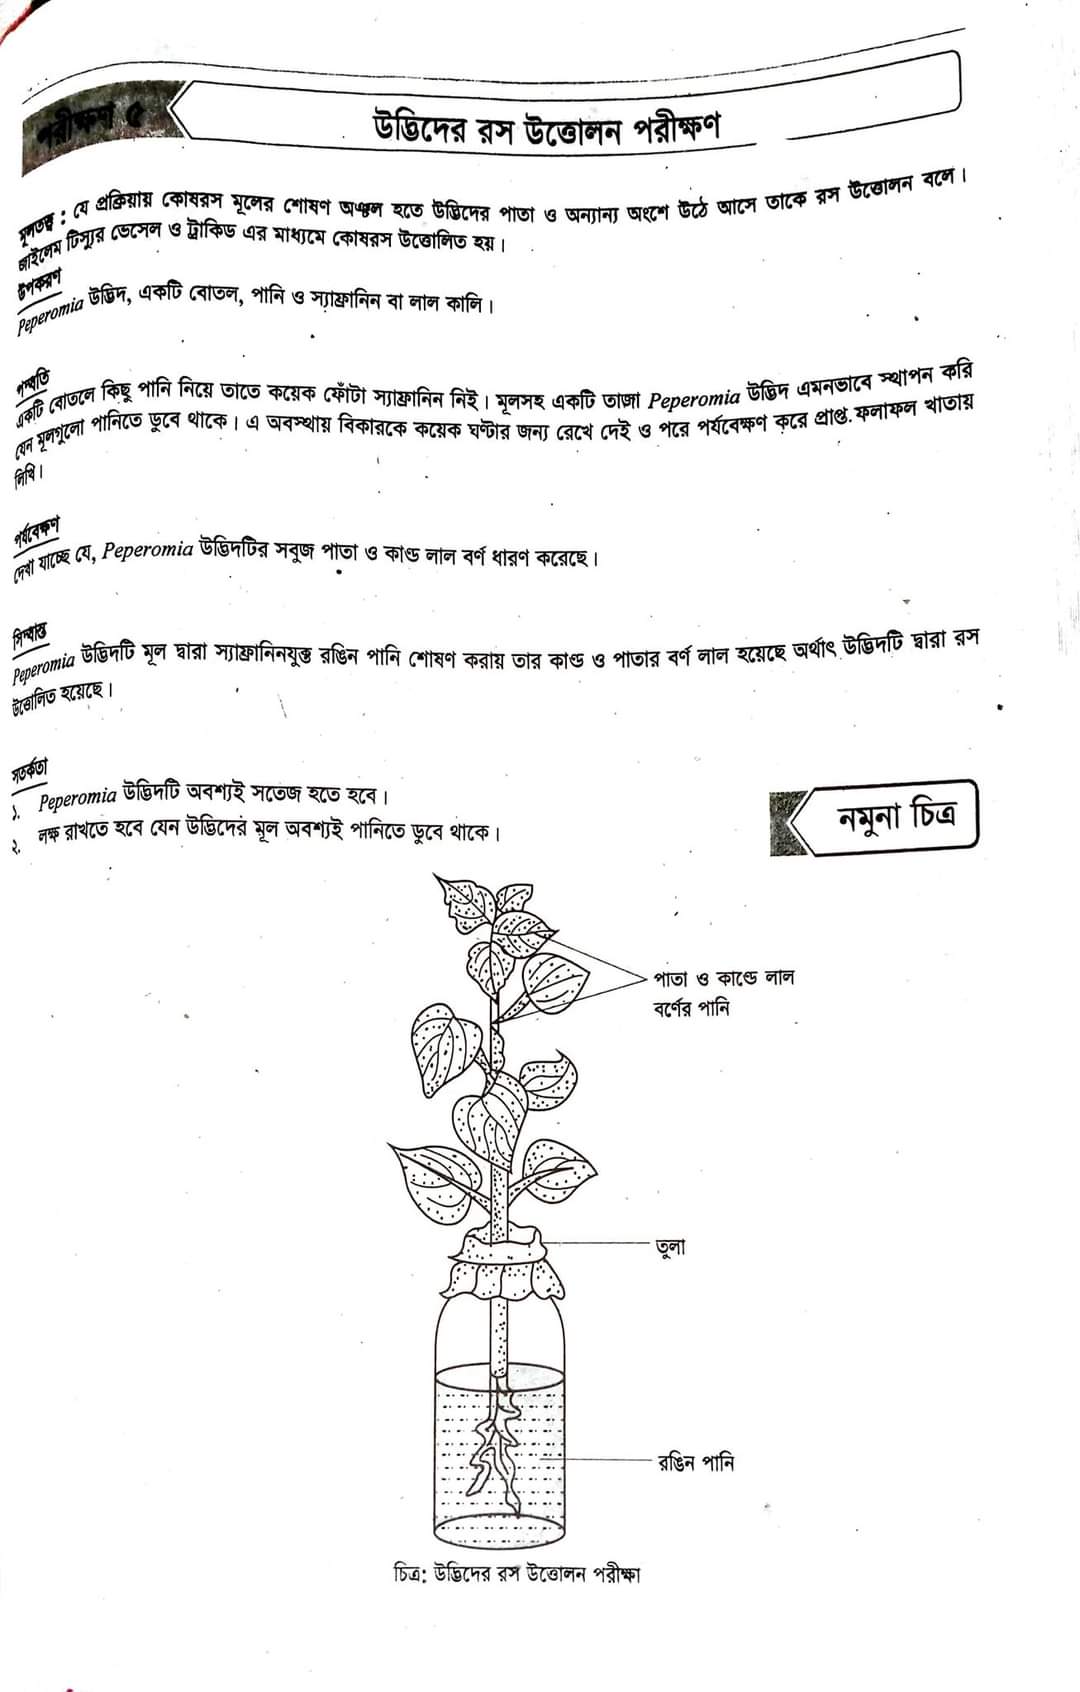 পরীক্ষণ ৫
উদ্ভিদের রস উত্তোলন পরীক্ষণ
মূলতত্ত্ব : যে প্রক্রিয়ায় কোষরস মূলের শোষণ অঞ্চল হতে উদ্ভিদের পাতা ও অন্যান্য অংশে উঠে আসে তাকে রস উত্তোলন বলে।
জাইলেম টিস্যুর ভেসেল ও ট্রাকিড এর মাধ্যমে কোষরস উত্তোলিত হয়।
উপকরণ
Peperomia উদ্ভিদ, একটি বোতল, পানি ও স্যাফ্রানিন বা লাল কালি।
পদ্ধতি
একটি বোতলে কিছু পানি নিয়ে তাতে কয়েক ফোঁটা স্যাফ্রানিন নিই। মূলসহ একটি তাজা Peperomia উদ্ভিদ এমনভাবে স্থাপন করি
যেন মূলগুলো পানিতে ডুবে থাকে। এ অবস্থায় বিকারকে কয়েক ঘণ্টার জন্য রেখে দেই ও পরে পর্যবেক্ষণ করে প্রাপ্ত ফলাফল খাতায়
লিখি।
পর্যবেক্ষণ
দেখা যাচ্ছে যে, Peperomia উদ্ভিদটির সবুজ পাতা ও কাণ্ড লাল বর্ণ ধারণ করেছে।
সিদ্ধান্ত
Peperomia উদ্ভিদটি মূল দ্বারা স্যাফ্রানিনযুক্ত রঙিন পানি শোষণ করায় তার কাণ্ড ও পাতার বর্ণ লাল হয়েছে অর্থাৎ উদ্ভিদটি দ্বারা রস
উত্তোলিত হয়েছে।
সতর্কতা
১. Peperomia উদ্ভিদটি অবশ্যই সতেজ হতে হবে।
২. লক্ষ রাখতে হবে যেন উদ্ভিদের মূল অবশ্যই পানিতে ডুবে থাকে।
নমুনা চিত্র
পাতা ও কাণ্ডে লাল
বর্ণের পানি
তুলা
রঙিন পানি
চিত্র: উদ্ভিদের রস উত্তোলন পরীক্ষা